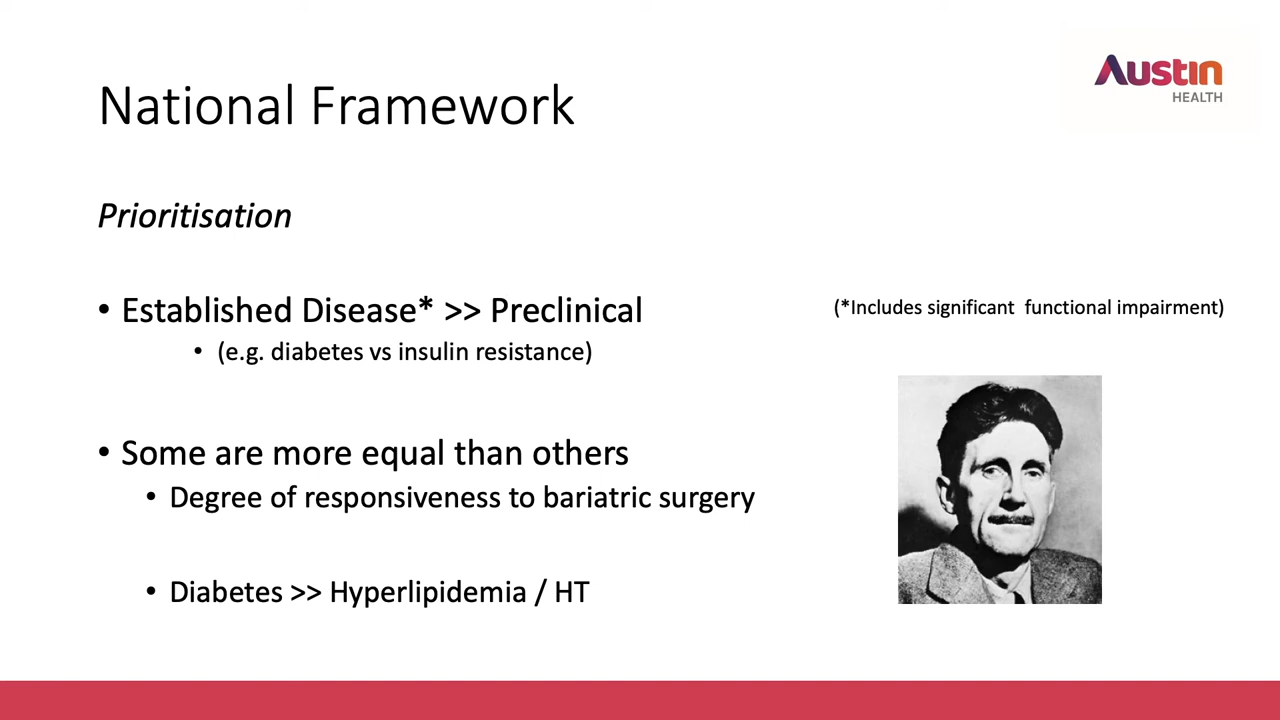 Austin
HEALTH
National Framework
Prioritisation
• Established Disease* >> Preclinical
(*Includes significant functional impairment)
• (e.g. diabetes vs insulin resistance)
• Some are more equal than others
• Degree of responsiveness to bariatric surgery
• Diabetes >> Hyperlipidemia / HT